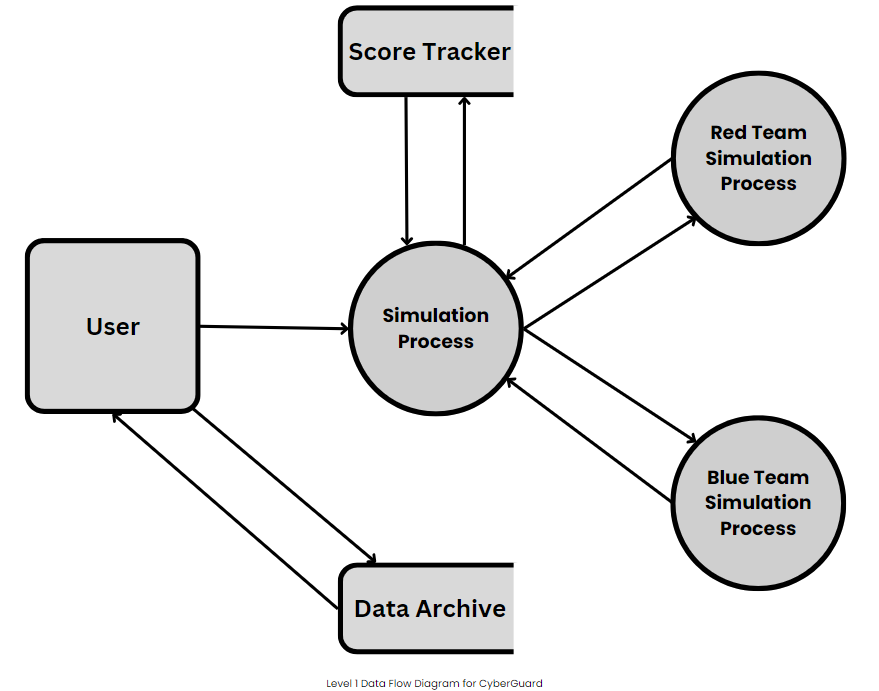 Score Tracker
Red Team
Simulation
Process
User
Simulation
Process
Blue Team
Simulation
Process
Data Archive
Level 1 Data Flow Diagram for CyberGuard